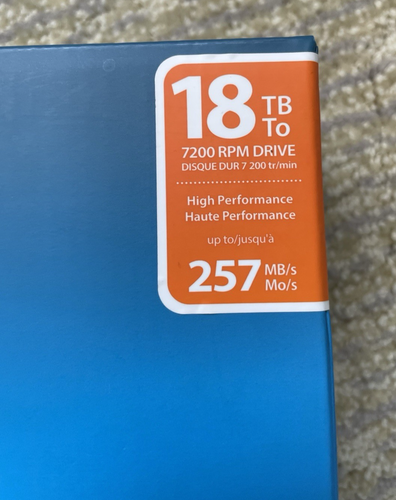 18 TB
To
7200 RPM DRIVE
DISQUE DUR 7 200 tr/min
High Performance
Haute Performance
up to/jusqu'à
257 MB/s
Mo/s